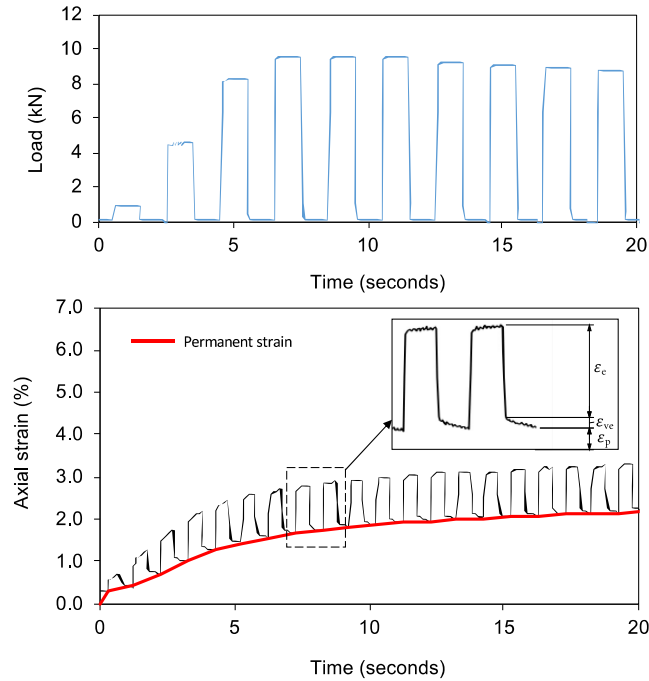 12
10
8
6
4
2
0
Load (kN)
0 5 10 15 20
Time (seconds)
7.0
6.0
5.0
4.0
3.0
2.0
1.0
0.0
Axial strain (%)
Permanent strain
εe
εve
εp
0 5 10 15 20
Time (seconds)